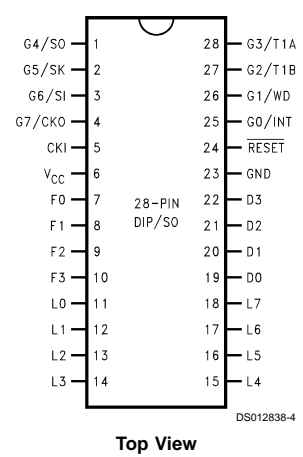 G4/SO 1 28 G3/T1A
G5/SK 2 27 G2/T1B
G6/SI 3 26 G1/WD
G7/CKO 4 25 G0/INT
CKI 5 24 RESET
VCC 6 23 GND
F0 7 28-PIN 22 D3
F1 8 DIP/SO 21 D2
F2 9 20 D1
F3 10 19 D0
L0 11 18 L7
L1 12 17 L6
L2 13 16 L5
L3 14 15 L4
DS012838-4
Top View